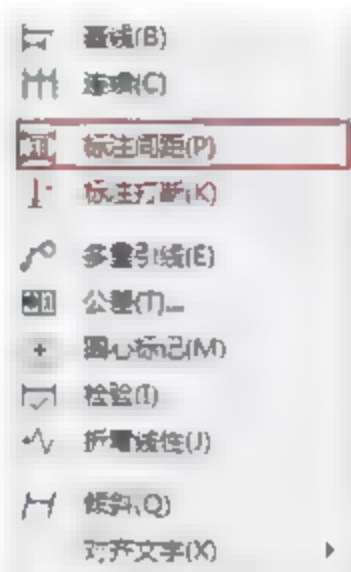 基线(B)
连续(C)
标注间距(P)
标注打断(K)
多重引线(E)
公差(T)...
圆心标记(M)
检验(I)
折弯线性(J)
倾斜(Q)
对齐文字(X)